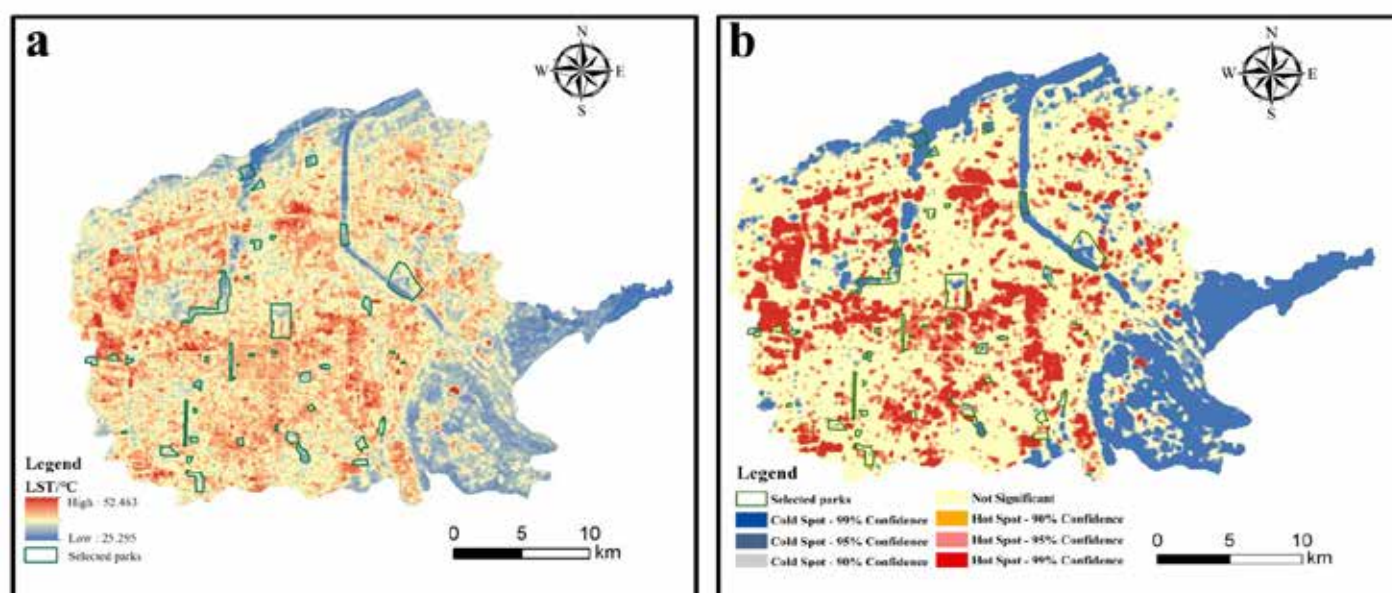 a
N
W E
S
Legend
LST/°C
High : 52.463
Low : 25.295
Selected parks
0 5 10
km
b
N
W E
S
Legend
Selected parks
Cold Spot - 99% Confidence
Cold Spot - 95% Confidence
Cold Spot - 90% Confidence
Not Significant
Hot Spot - 90% Confidence
Hot Spot - 95% Confidence
Hot Spot - 99% Confidence
0 5 10
km